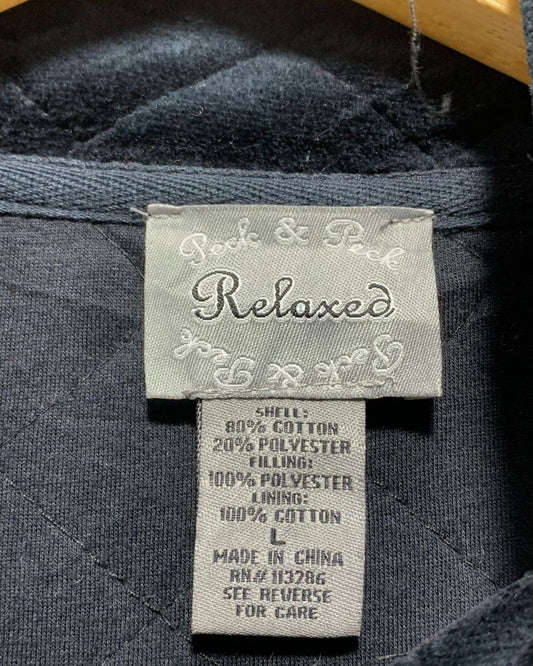 Peck & Peck
Relaxed
Peck & Peck
SHELL:
80% COTTON
20% POLYESTER
FILLING:
100% POLYESTER
LINING:
100% COTTON
L
MADE IN CHINA
RN# 113286
SEE REVERSE
FOR CARE